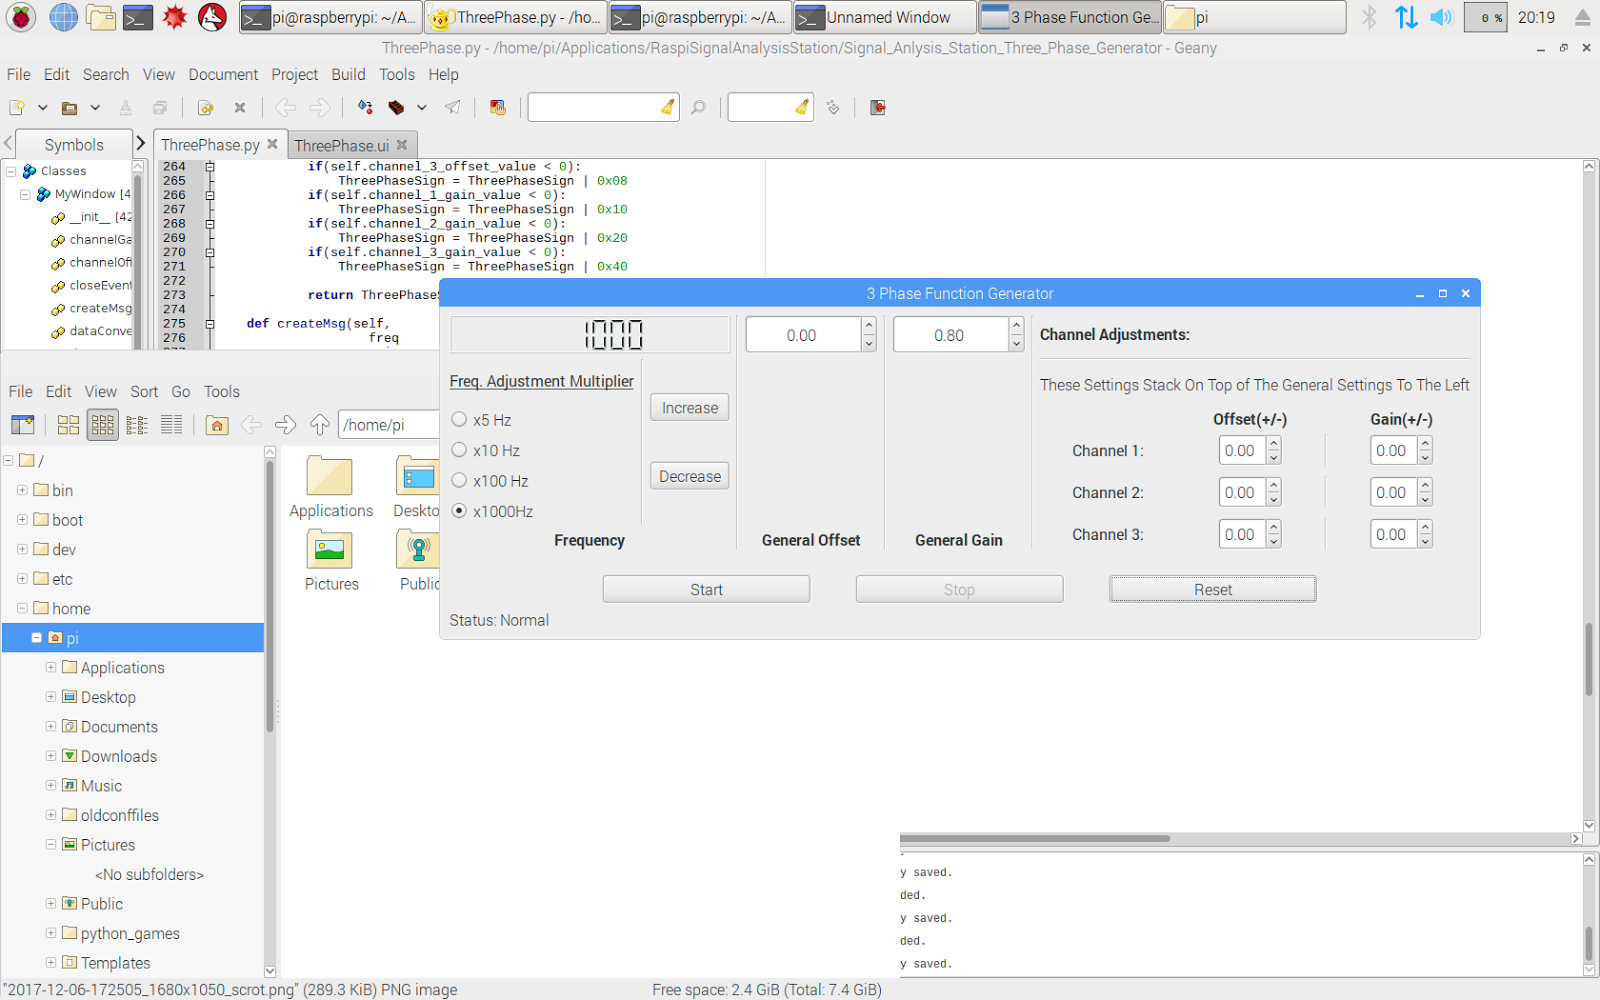 pi@raspberrypi: ~/A...
ThreePhase.py - /ho...
pi@raspberrypi: ~/A...
Unnamed Window
3 Phase Function Ge...
pi
0 %
20:19
ThreePhase.py - /home/pi/Applications/RaspiSignalAnalysisStation/Signal_Anlysis_Station_Three_Phase_Generator - Geany
File Edit Search View Document Project Build Tools Help
Symbols
ThreePhase.py
ThreePhase.ui
Classes
MyWindow [4
__init__ [42
channelGa
channelOf
closeEvent
createMsg
dataConve
264 if(self.channel_3_offset_value < 0):
265 ThreePhaseSign = ThreePhaseSign | 0x08
266 if(self.channel_1_gain_value < 0):
267 ThreePhaseSign = ThreePhaseSign | 0x10
268 if(self.channel_2_gain_value < 0):
269 ThreePhaseSign = ThreePhaseSign | 0x20
270 if(self.channel_3_gain_value < 0):
271 ThreePhaseSign = ThreePhaseSign | 0x40
272
273 return ThreePhaseS
274
275 def createMsg(self,
276 freq
3 Phase Function Generator
1000
0.00
0.80
Channel Adjustments:
Freq. Adjustment Multiplier
x5 Hz
x10 Hz
x100 Hz
x1000Hz
Increase
Decrease
Frequency
General Offset
General Gain
These Settings Stack On Top of The General Settings To The Left
Offset(+/-) Gain(+/-)
Channel 1: 0.00 0.00
Channel 2: 0.00 0.00
Channel 3: 0.00 0.00
Start
Stop
Reset
Status: Normal
File Edit View Sort Go Tools
/home/pi
/
bin
boot
dev
etc
home
pi
Applications
Desktop
Documents
Downloads
Music
oldconffiles
Pictures
<No subfolders>
Public
python_games
Templates
Applications
Deskto
Pictures
Public
y saved.
ded.
y saved.
ded.
y saved.
"2017-12-06-172505_1680x1050_scrot.png" (289.3 KiB) PNG image
Free space: 2.4 GiB (Total: 7.4 GiB)